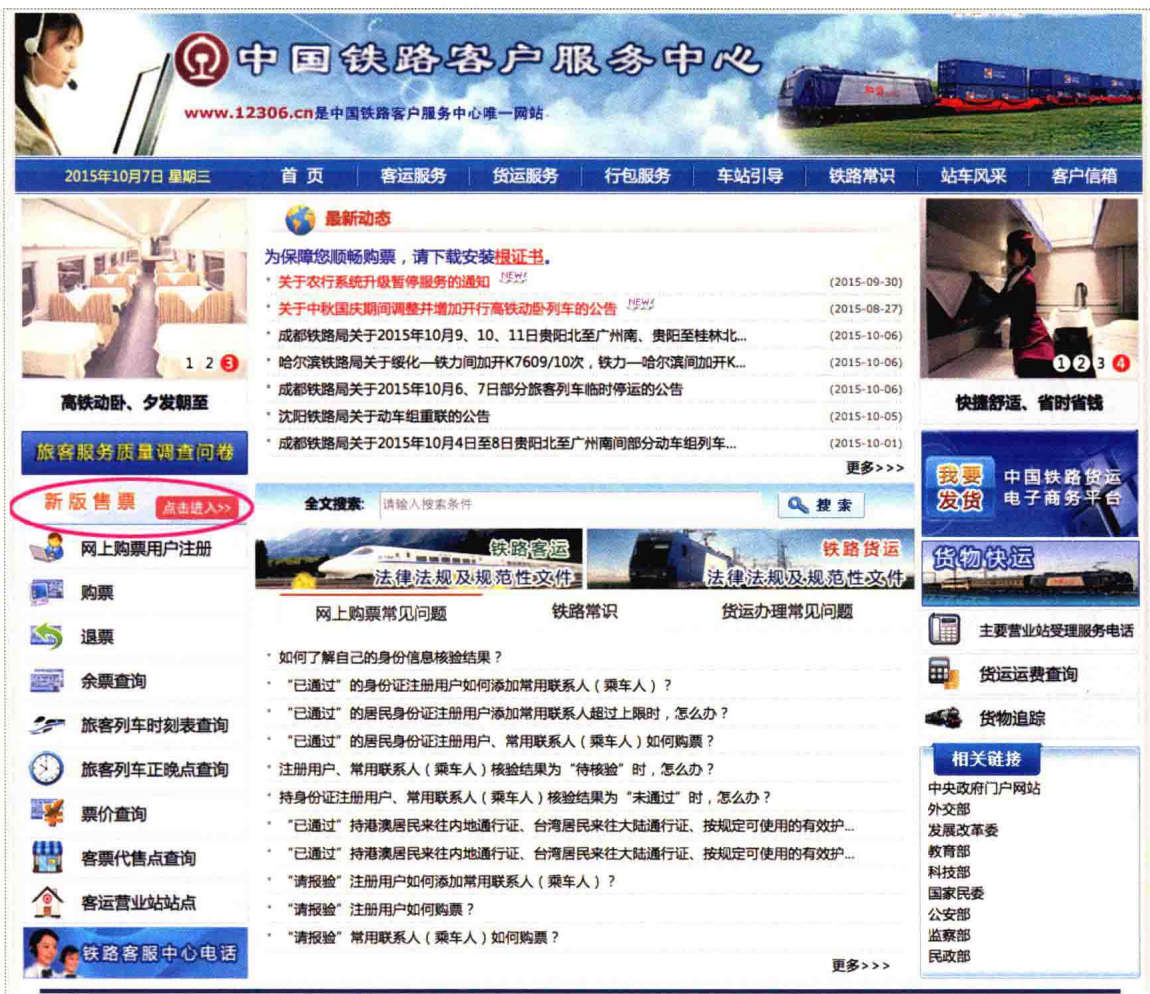 中国铁路客户服务中心
www.12306.cn是中国铁路客户服务中心唯一网站
2015年10月7日 星期三 首 页 客运服务 货运服务 行包服务 车站引导 铁路常识 站车风采 客户信箱
1 2 3
高铁动卧、夕发朝至
旅客服务质量调查问卷
新版售票 点击进入>>
网上购票用户注册
购票
退票
余票查询
旅客列车时刻表查询
旅客列车正晚点查询
票价查询
客票代售点查询
客运营业站站点
铁路客服中心电话
最新动态
为保障您顺畅购票，请下载安装根证书。
关于农行系统升级暂停服务的通知 NEW! (2015-09-30)
关于中秋国庆期间调整并增加开行高铁动卧列车的公告 NEW! (2015-08-27)
成都铁路局关于2015年10月9、10、11日贵阳北至广州南、贵阳至桂林北... (2015-10-06)
哈尔滨铁路局关于绥化—铁力间加开K7609/10次，铁力—哈尔滨间加开K... (2015-10-06)
成都铁路局关于2015年10月6、7日部分旅客列车临时停运的公告 (2015-10-06)
沈阳铁路局关于动车组重联的公告 (2015-10-05)
成都铁路局关于2015年10月4日至8日贵阳北至广州南间部分动车组列车... (2015-10-01)
更多>>>
全文搜索: 请输入搜索条件 搜 索
铁路客运
法律法规及规范性文件
铁路货运
法律法规及规范性文件
网上购票常见问题 铁路常识 货运办理常见问题
如何了解自己的身份信息核验结果？
“已通过”的身份证注册用户如何添加常用联系人（乘车人）？
“已通过”的居民身份证注册用户添加常用联系人超过上限时，怎么办？
“已通过”的居民身份证注册用户、常用联系人（乘车人）如何购票？
注册用户、常用联系人（乘车人）核验结果为“待核验”时，怎么办？
持身份证注册用户、常用联系人（乘车人）核验结果为“未通过”时，怎么办？
“已通过”持港澳居民来往内地通行证、台湾居民来往大陆通行证、按规定可使用的有效护...
“已通过”持港澳居民来往内地通行证、台湾居民来往大陆通行证、按规定可使用的有效护...
“请报验”注册用户如何添加常用联系人（乘车人）？
“请报验”注册用户如何购票？
“请报验”常用联系人（乘车人）如何购票？
更多>>>
1 2 3 4
快捷舒适、省时省钱
我要
发货
中国铁路货运
电子商务平台
货物快运
主要营业站受理服务电话
货运运费查询
货物追踪
相关链接
中央政府门户网站
外交部
发展改革委
教育部
科技部
国家民委
公安部
监察部
民政部